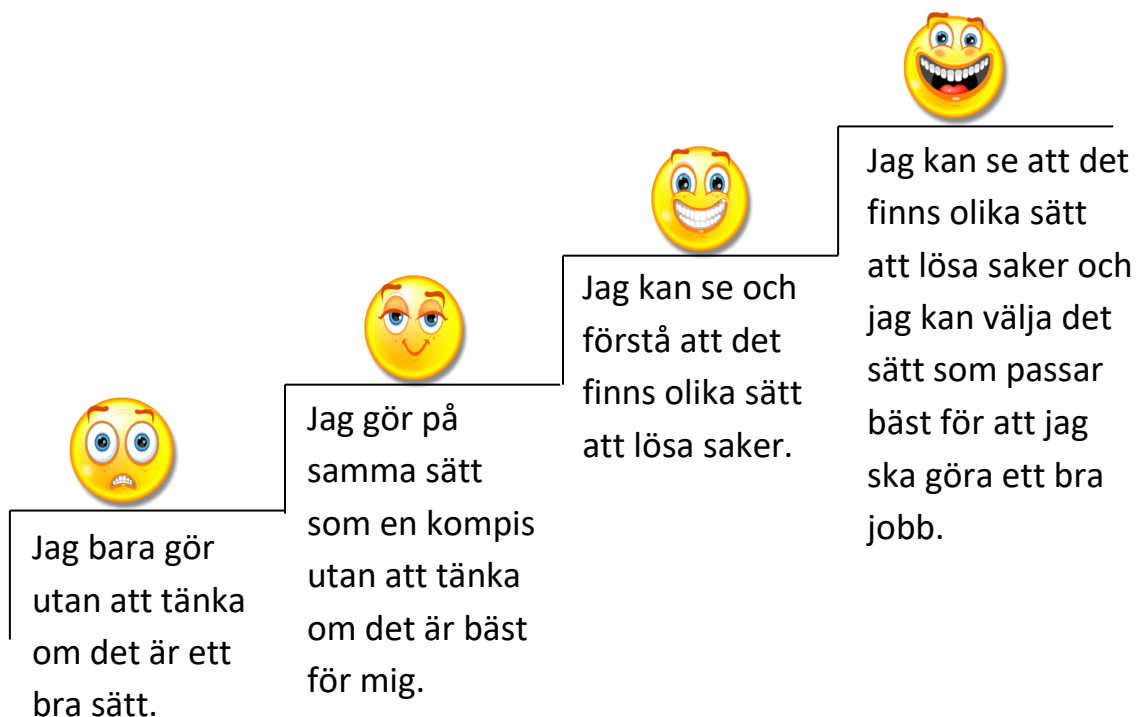 Jag bara gör
utan att tänka
om det är ett
bra sätt.
Jag gör på
samma sätt
som en kompis
utan att tänka
om det är bäst
för mig.
Jag kan se och
förstå att det
finns olika sätt
att lösa saker.
Jag kan se att det
finns olika sätt
att lösa saker och
jag kan välja det
sätt som passar
bäst för att jag
ska göra ett bra
jobb.